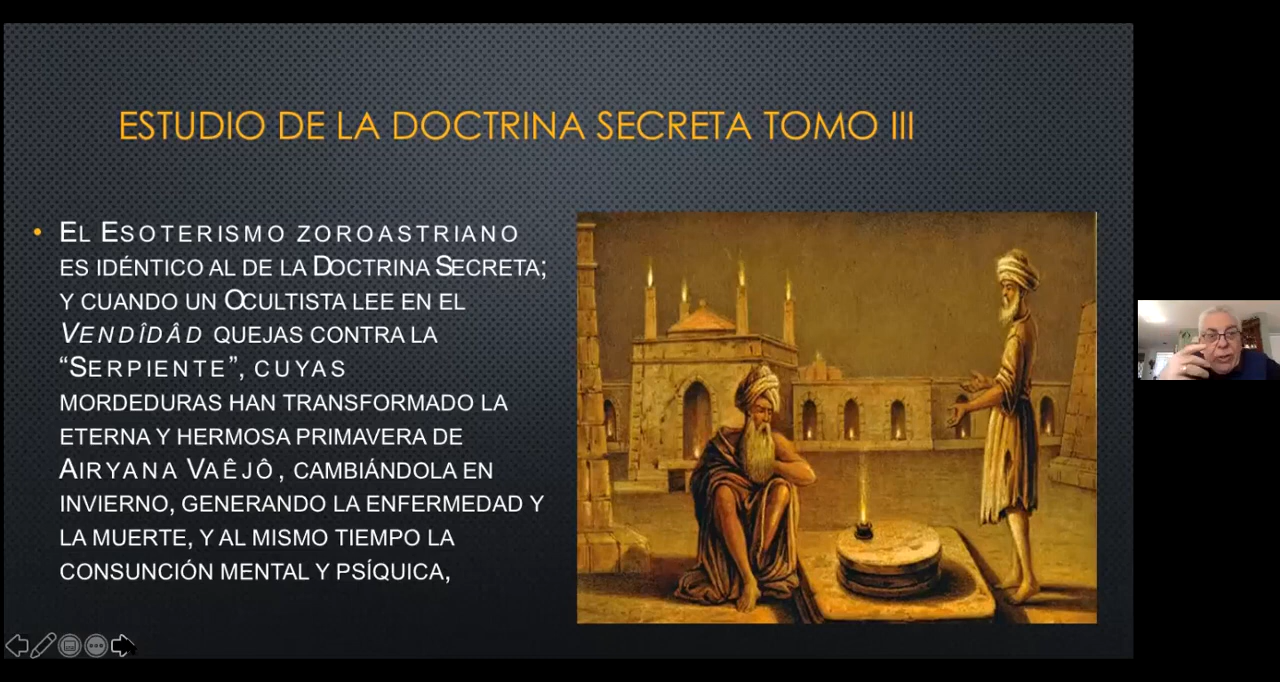 ESTUDIO DE LA DOCTRINA SECRETA TOMO III
• EL ESOTERISMO ZOROASTRIANO
ES IDÉNTICO AL DE LA DOCTRINA SECRETA;
Y CUANDO UN OCULTISTA LEE EN EL
VENDÎDÂD QUEJAS CONTRA LA
“SERPIENTE”, CUYAS
MORDEDURAS HAN TRANSFORMADO LA
ETERNA Y HERMOSA PRIMAVERA DE
AIRYANA VAÊJÔ, CAMBIÁNDOLA EN
INVIERNO, GENERANDO LA ENFERMEDAD Y
LA MUERTE, Y AL MISMO TIEMPO LA
CONSUNCIÓN MENTAL Y PSÍQUICA,